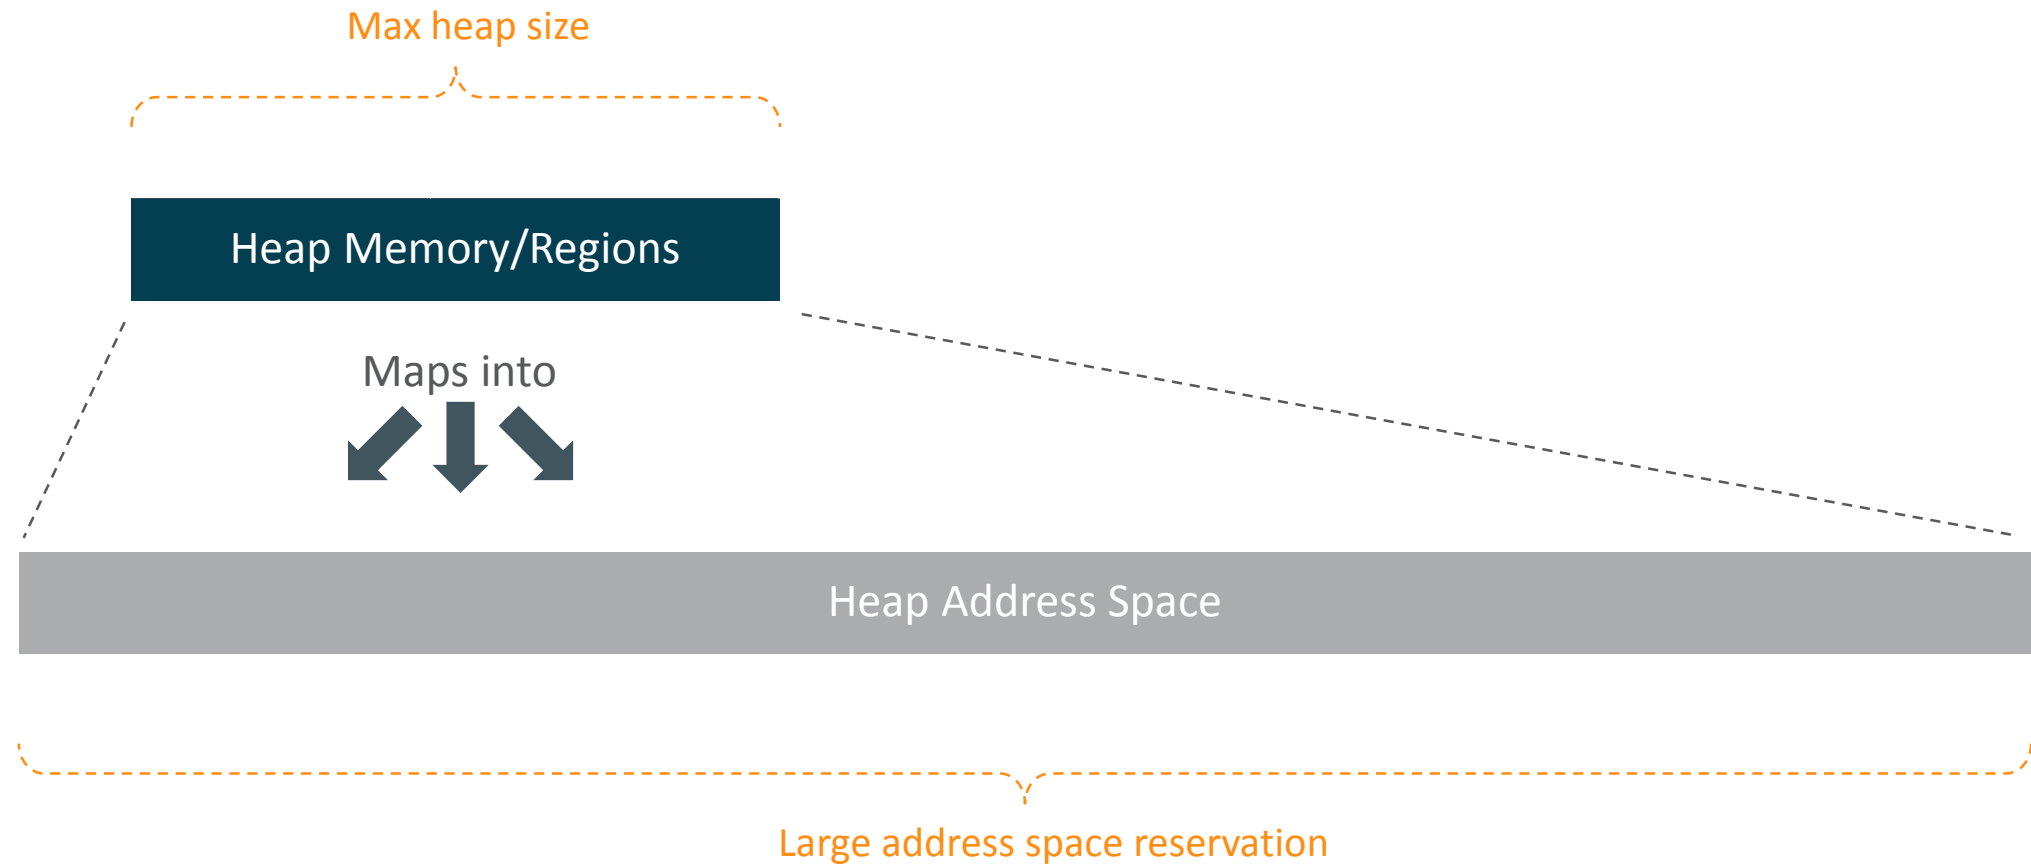 Max heap size
Heap Memory/Regions
Maps into
Heap Address Space
Large address space reservation